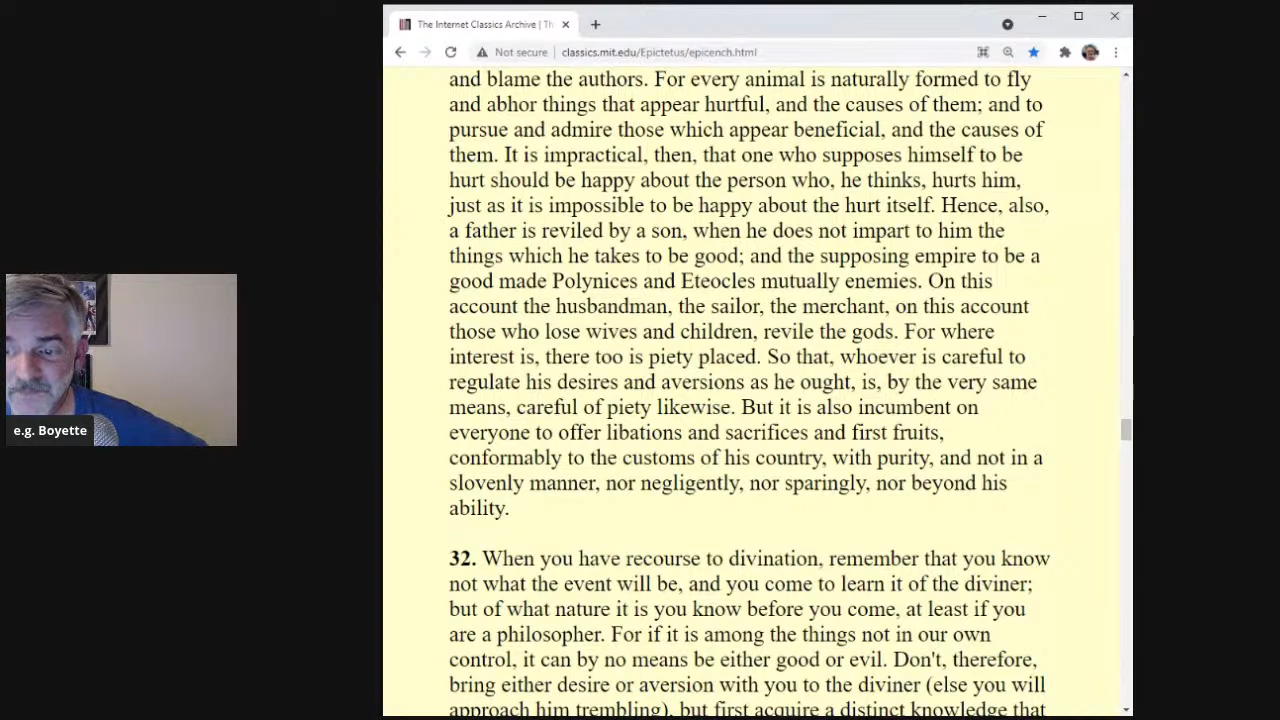 The Internet Classics Archive | Th
Not secure
classics.mit.edu/Epictetus/epicench.html
and blame the authors. For every animal is naturally formed to fly
and abhor things that appear hurtful, and the causes of them; and to
pursue and admire those which appear beneficial, and the causes of
them. It is impractical, then, that one who supposes himself to be
hurt should be happy about the person who, he thinks, hurts him,
just as it is impossible to be happy about the hurt itself. Hence, also,
a father is reviled by a son, when he does not impart to him the
things which he takes to be good; and the supposing empire to be a
good made Polynices and Eteocles mutually enemies. On this
account the husbandman, the sailor, the merchant, on this account
those who lose wives and children, revile the gods. For where
interest is, there too is piety placed. So that, whoever is careful to
regulate his desires and aversions as he ought, is, by the very same
means, careful of piety likewise. But it is also incumbent on
everyone to offer libations and sacrifices and first fruits,
conformably to the customs of his country, with purity, and not in a
slovenly manner, nor negligently, nor sparingly, nor beyond his
ability.
32. When you have recourse to divination, remember that you know
not what the event will be, and you come to learn it of the diviner;
but of what nature it is you know before you come, at least if you
are a philosopher. For if it is among the things not in our own
control, it can by no means be either good or evil. Don't, therefore,
bring either desire or aversion with you to the diviner (else you will
approach him trembling), but first acquire a distinct knowledge that
e.g. Boyette